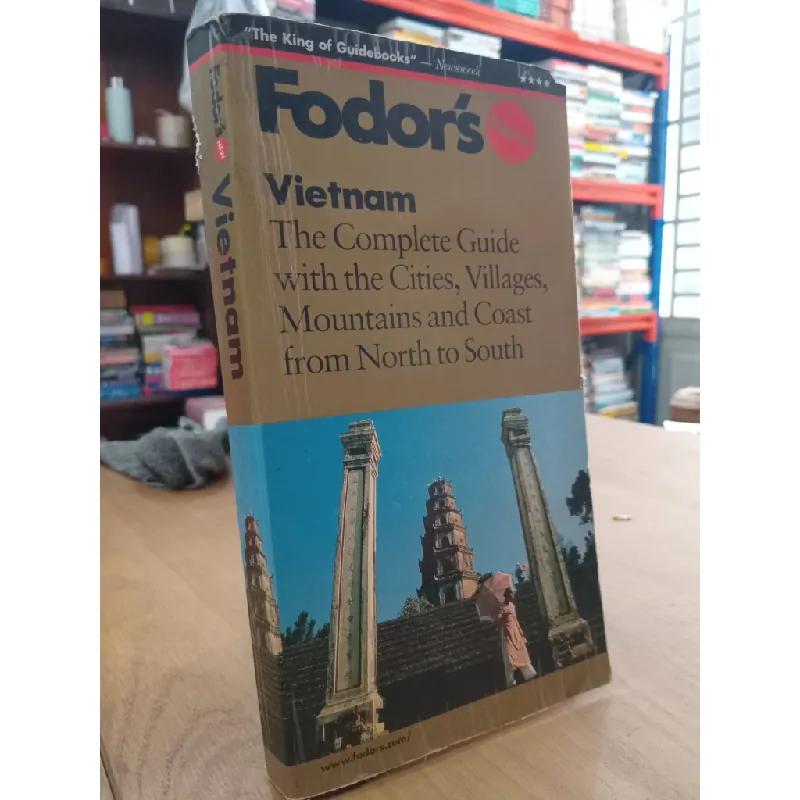 "The King of Guidebooks" — Newsweek
★★★★
Fodor's
Vietnam
The Complete Guide
with the Cities, Villages,
Mountains and Coast
from North to South
www.fodors.com/
Vietnam